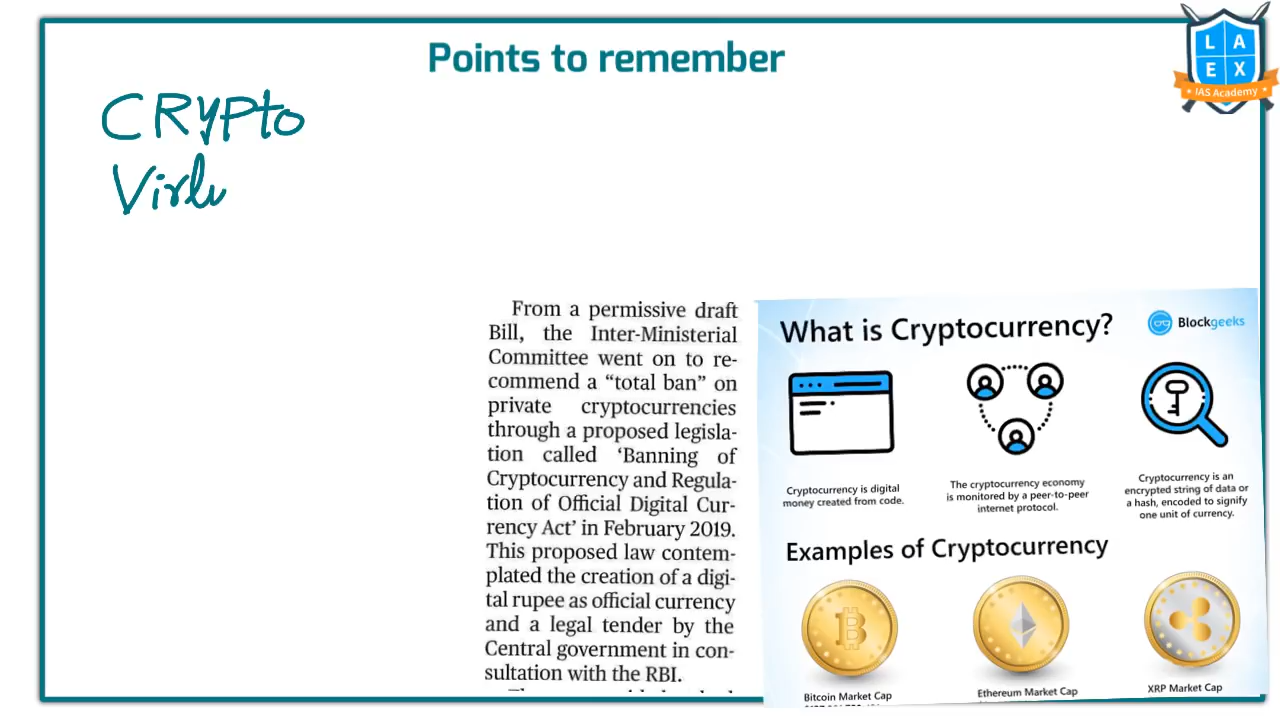 Points to remember
L A
E X
IAS Academy
CRYPto
From a permissive draft
Bill, the Inter-Ministerial
Committee went on to re-
commend a “total ban” on
private cryptocurrencies
through a proposed legisla-
tion called ‘Banning of
Cryptocurrency and Regula-
tion of Official Digital Cur-
rency Act’ in February 2019.
This proposed law contem-
plated the creation of a digi-
tal rupee as official currency
and a legal tender by the
Central government in con-
sultation with the RBI.
What is Cryptocurrency?
Blockgeeks
Cryptocurrency is digital
money created from code.
The cryptocurrency economy
is monitored by a peer-to-peer
internet protocol.
Cryptocurrency is an
encrypted string of data or
a hash, encoded to signify
one unit of currency.
Examples of Cryptocurrency
Bitcoin Market Cap
Ethereum Market Cap
XRP Market Cap